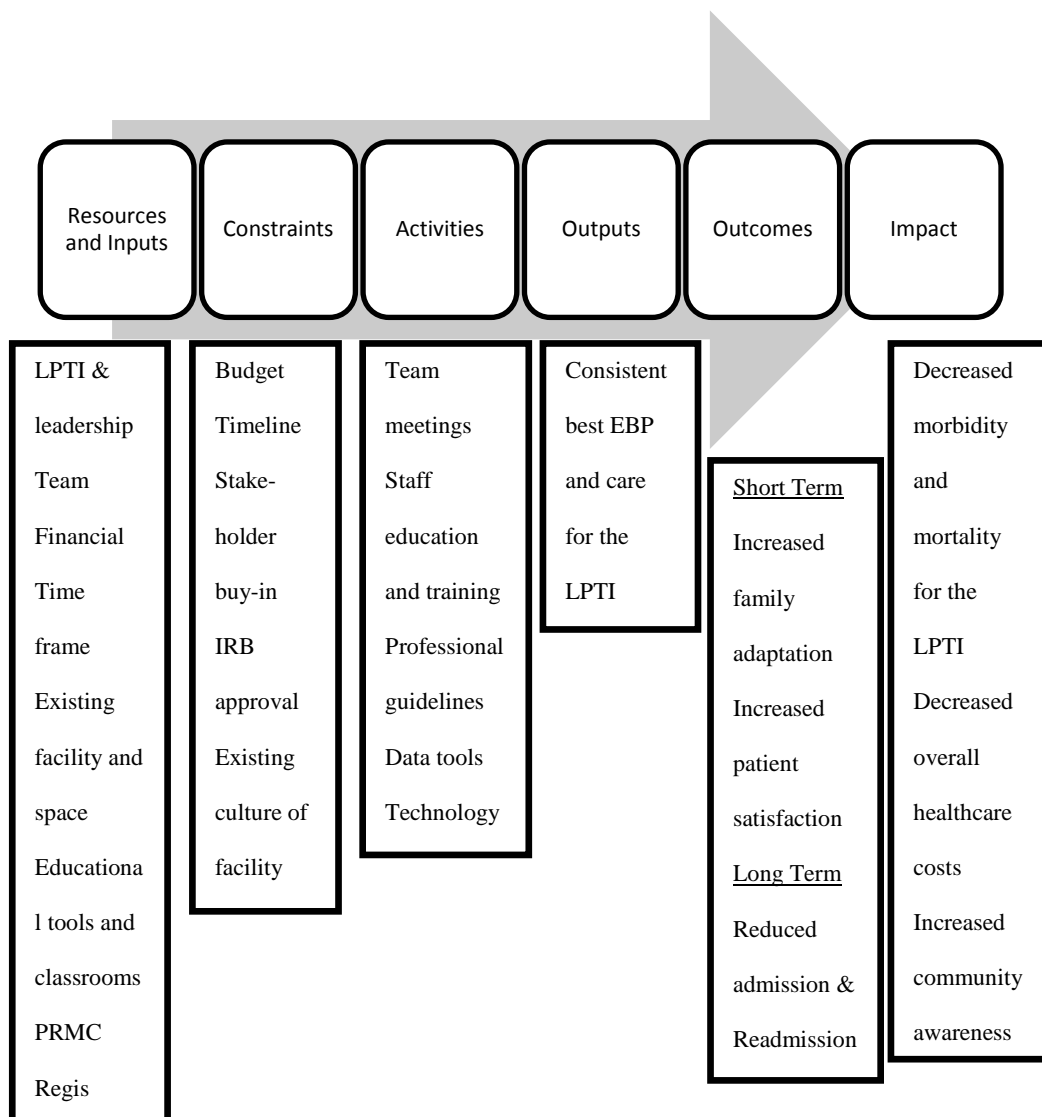 Resources
and Inputs
Constraints
Activities
Outputs
Outcomes
Impact
LPTI &
leadership
Team
Financial
Time
frame
Existing
facility and
space
Educationa
l tools and
classrooms
PRMC
Regis
Budget
Timeline
Stake-
holder
buy-in
IRB
approval
Existing
culture of
facility
Team
meetings
Staff
education
and training
Professional
guidelines
Data tools
Technology
Consistent
best EBP
and care
for the
LPTI
Short Term
Increased
family
adaptation
Increased
patient
satisfaction
Long Term
Reduced
admission &
Readmission
Decreased
morbidity
and
mortality
for the
LPTI
Decreased
overall
healthcare
costs
Increased
community
awareness